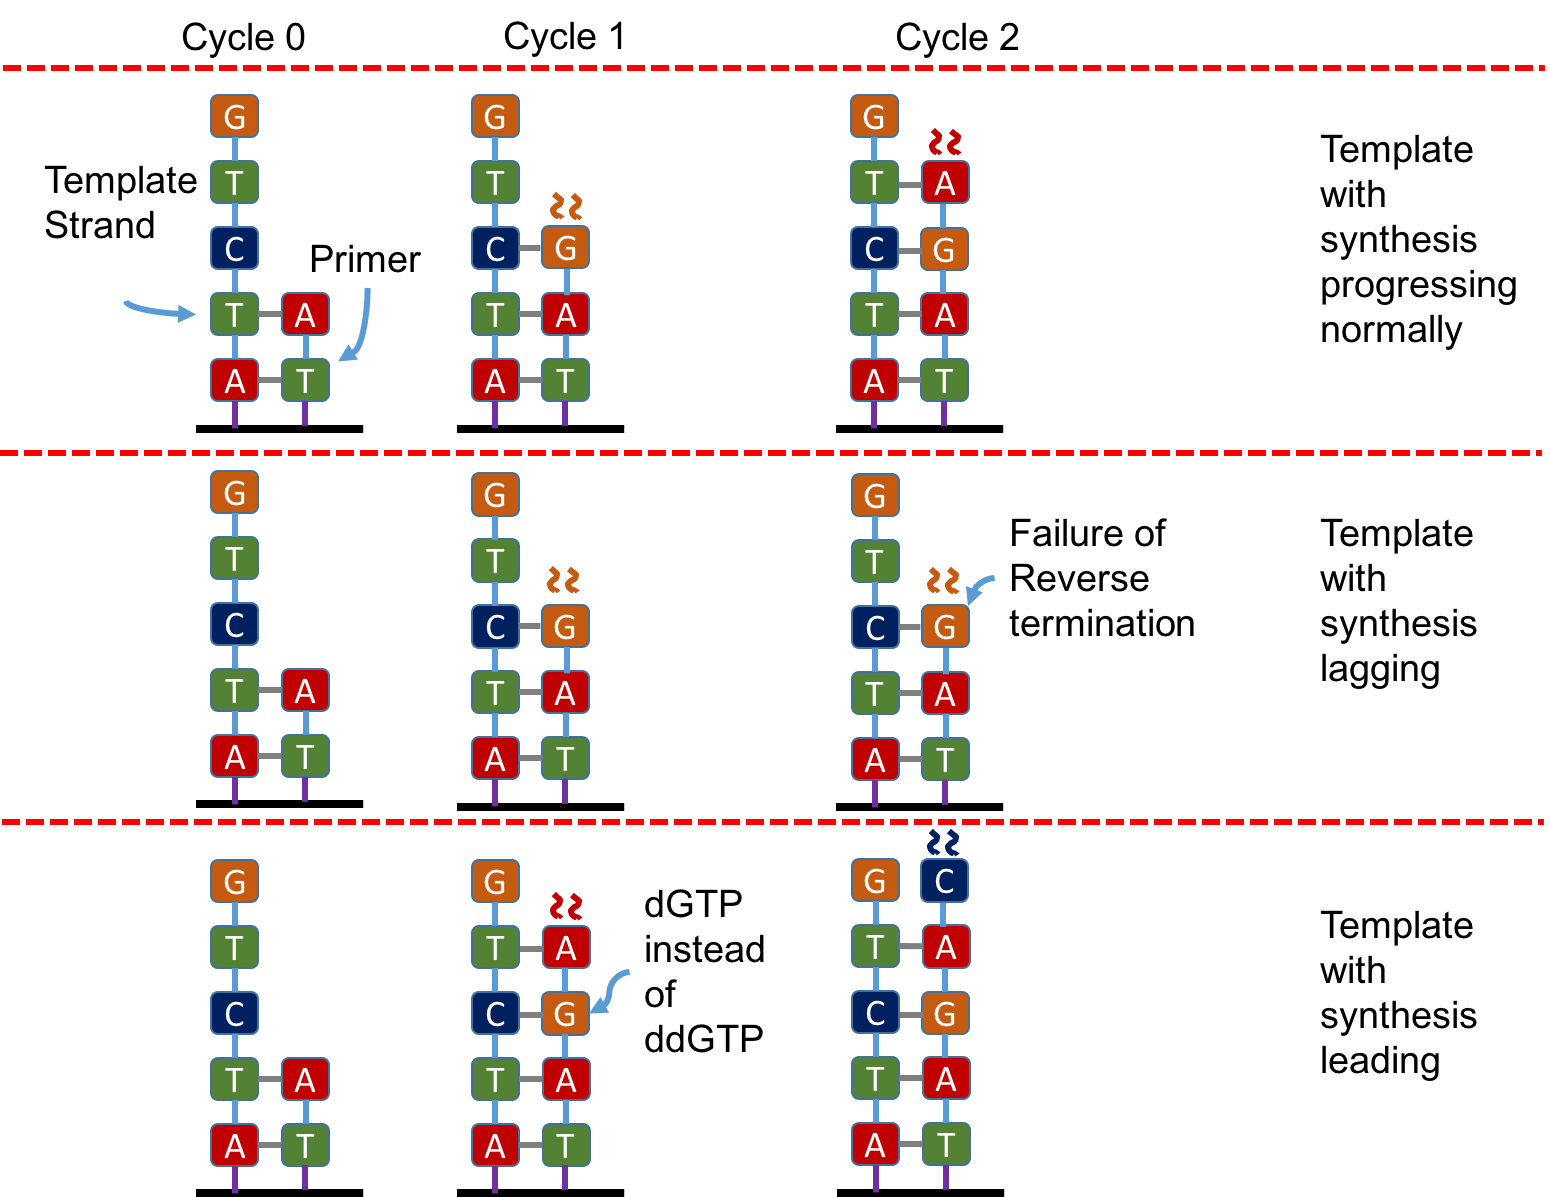 Cycle 0
Cycle 1
Cycle 2
G
G
G
T
T
T
A
C
C
G
C
G
T
A
T
A
T
A
A
T
A
T
A
T
Template
Strand
Primer
Template
with
synthesis
progressing
normally
G
G
G
T
T
T
C
C
G
C
G
T
A
T
A
T
A
A
T
A
T
A
T
Failure of
Reverse
termination
Template
with
synthesis
lagging
G
G
G
C
T
T
A
T
A
C
C
G
C
G
T
A
T
A
T
A
A
T
A
T
A
T
dGTP
instead
of
ddGTP
Template
with
synthesis
leading